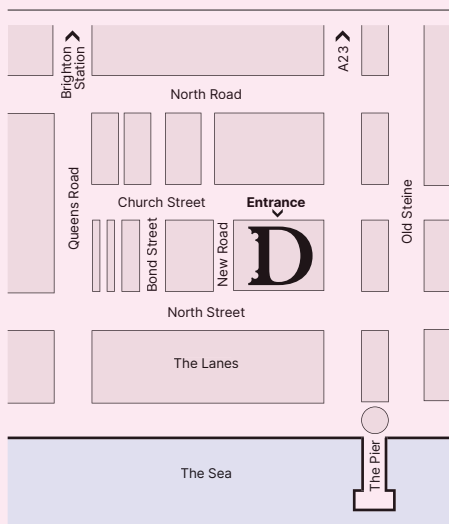 Brighton
Station
A23
North Road
Queens Road
Church Street
Entrance
Old Steine
Bond Street
New Road
D
North Street
The Lanes
The Pier
The Sea